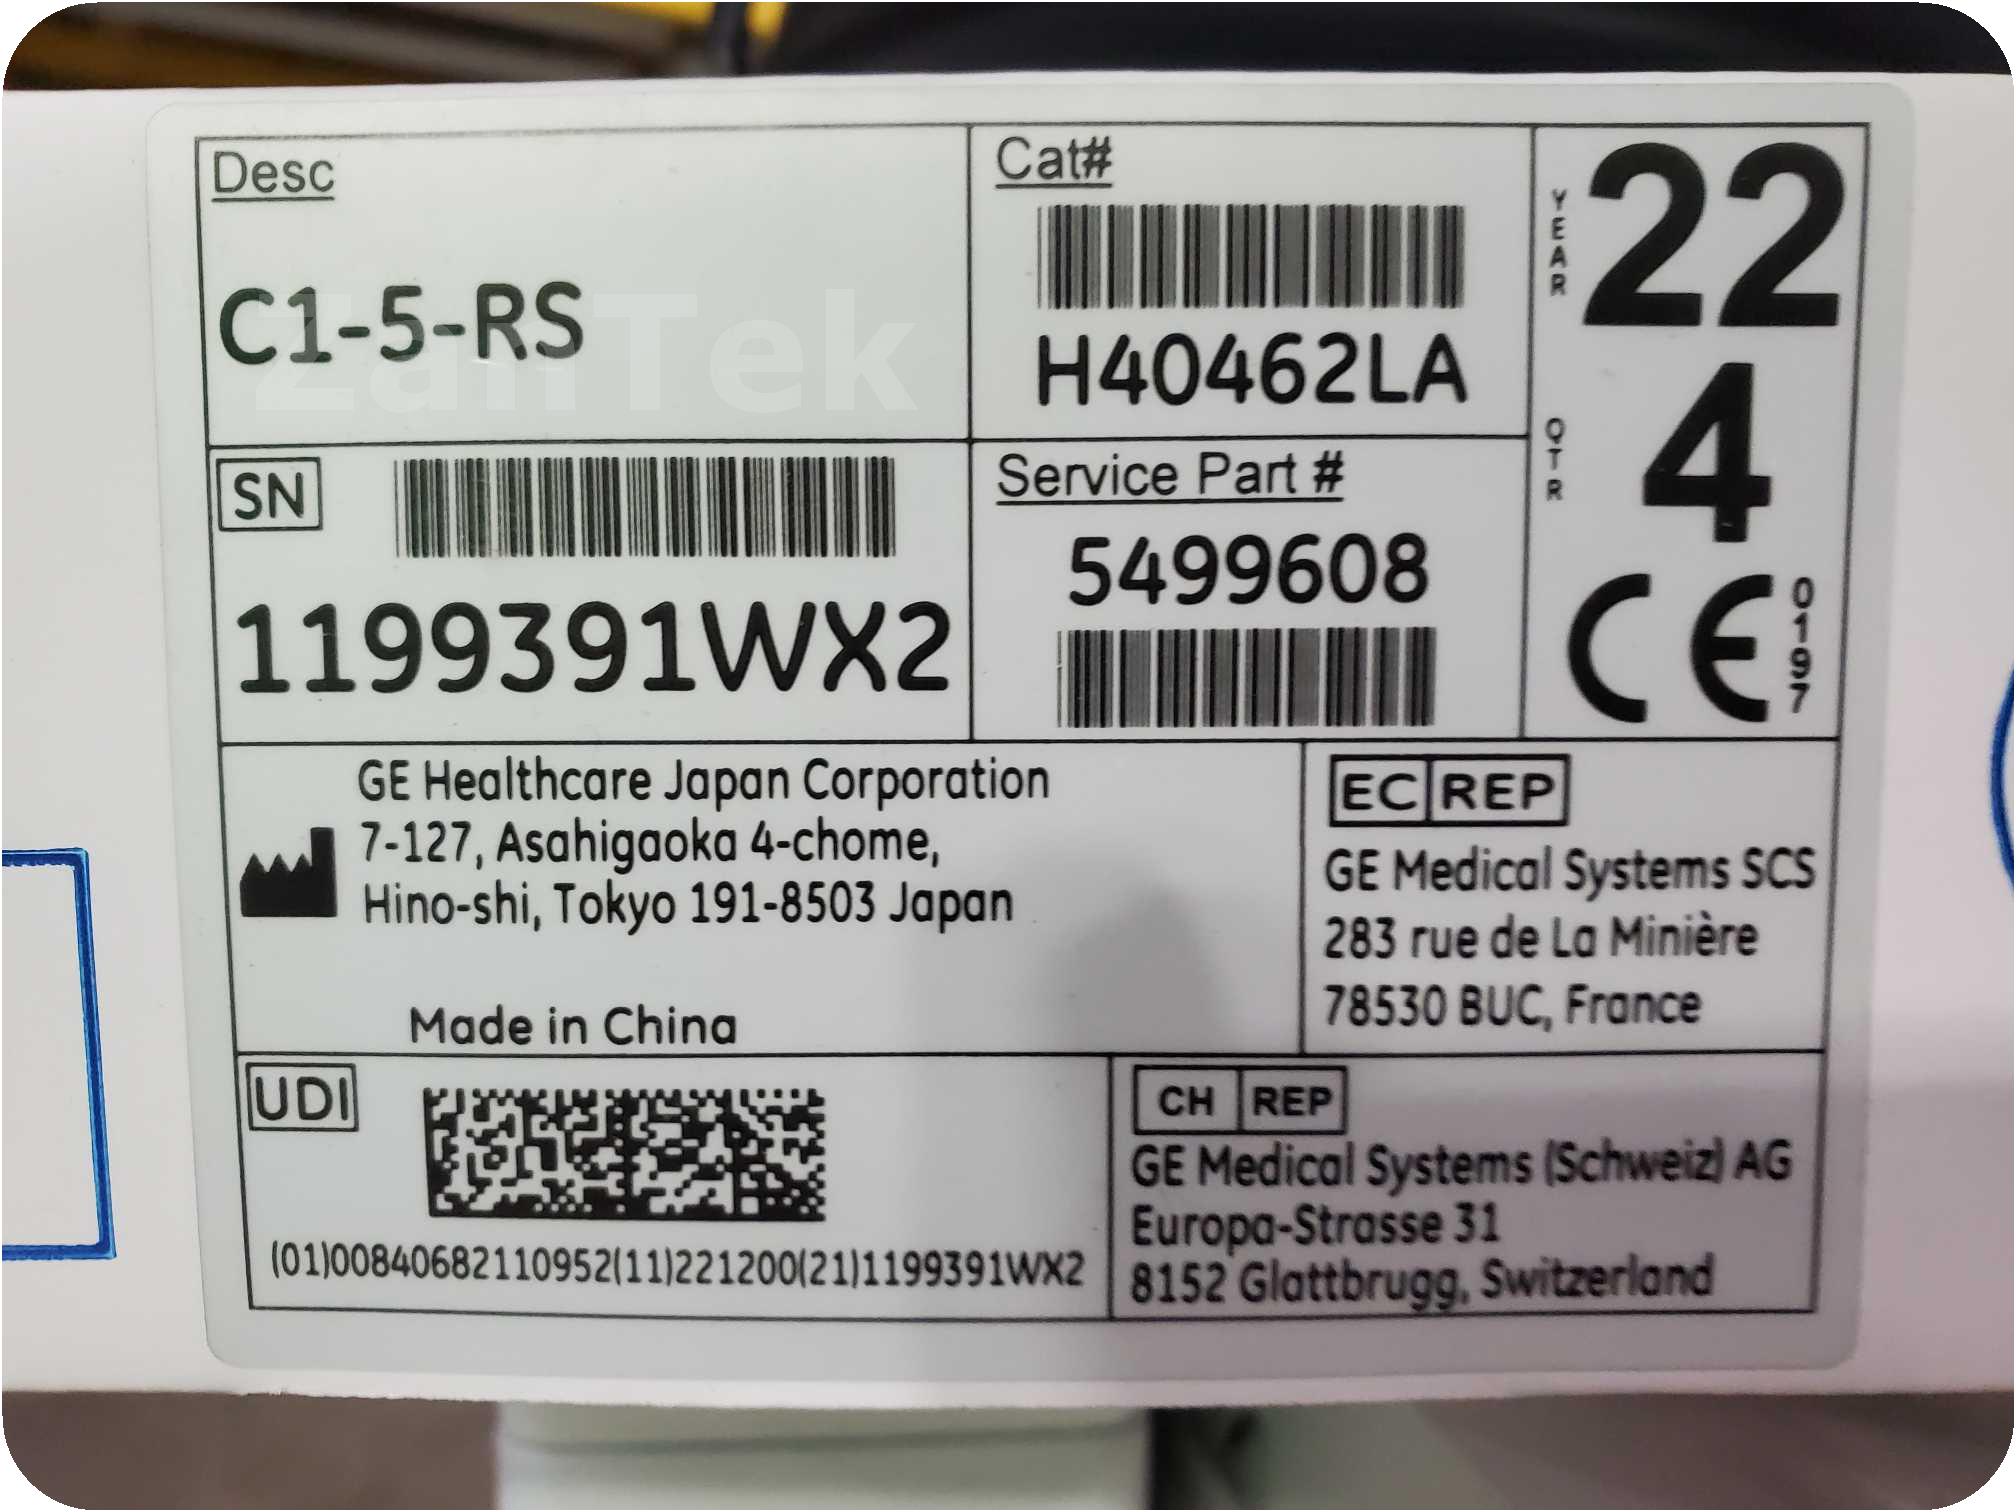 Desc
C1-5-RS
ZanTek
Cat#
H40462LA
YEAR
22
QTR
4
CE
0197
SN
1199391WX2
Service Part #
5499608
GE Healthcare Japan Corporation
7-127, Asahigaoka 4-chome,
Hino-shi, Tokyo 191-8503 Japan
Made in China
EC REP
GE Medical Systems SCS
283 rue de La Minière
78530 BUC, France
UDI
(01)00840682110952(11)221200(21)1199391WX2
CH REP
GE Medical Systems (Schweiz) AG
Europa-Strasse 31
8152 Glattbrugg, Switzerland